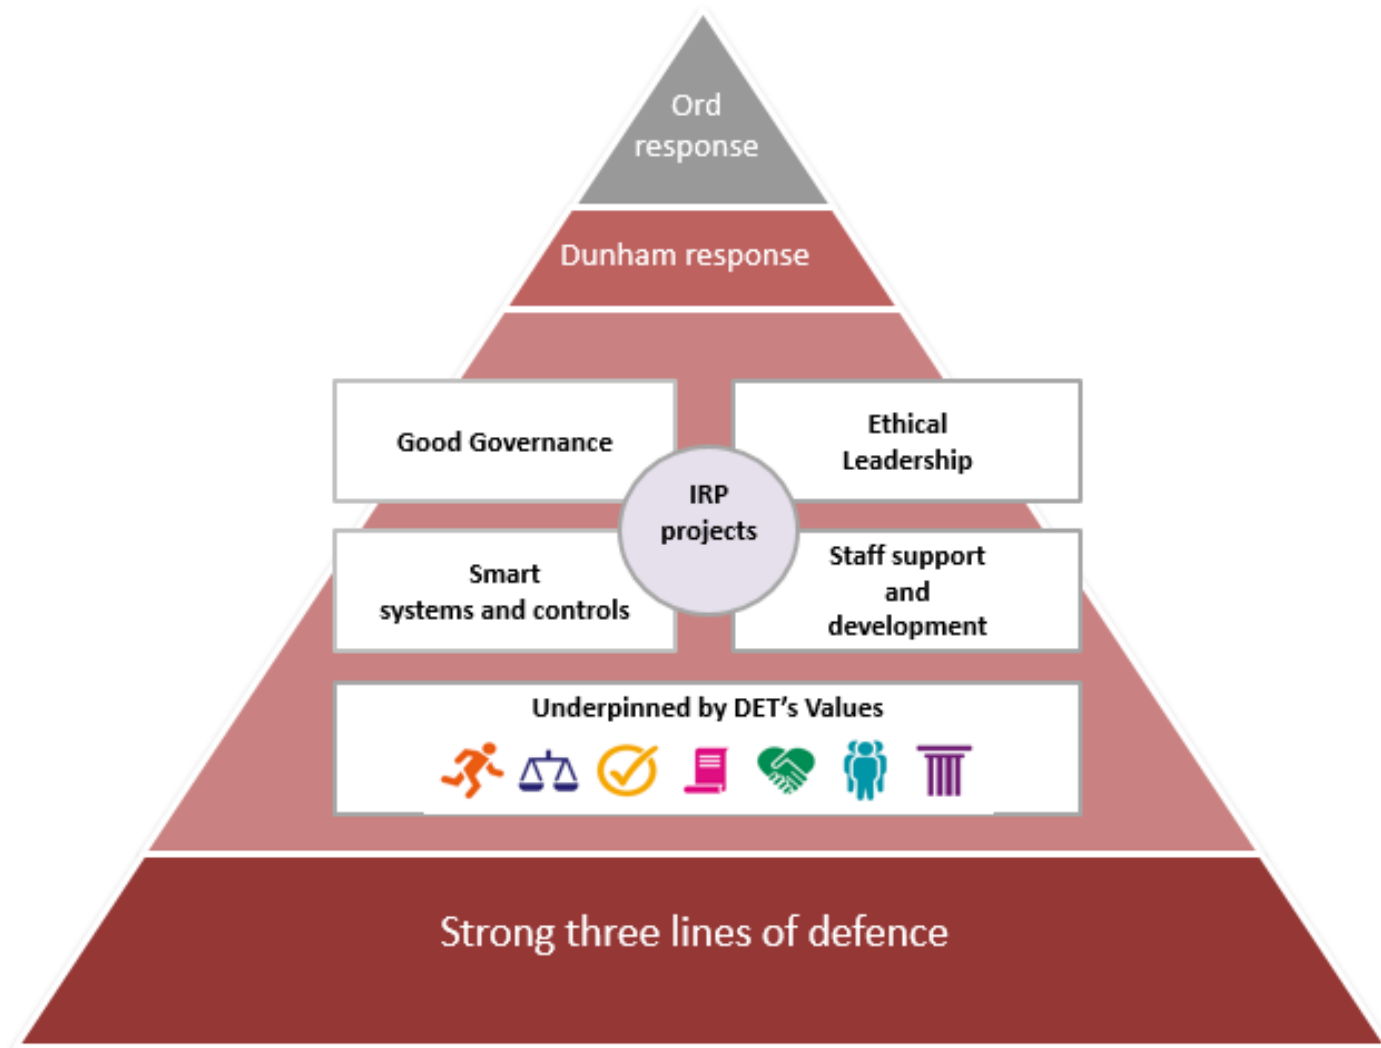 Ord
response
Dunham response
Good Governance
Ethical
Leadership
IRP
projects
Smart
systems and controls
Staff support
and
development
Underpinned by DET's Values
Strong three lines of defence